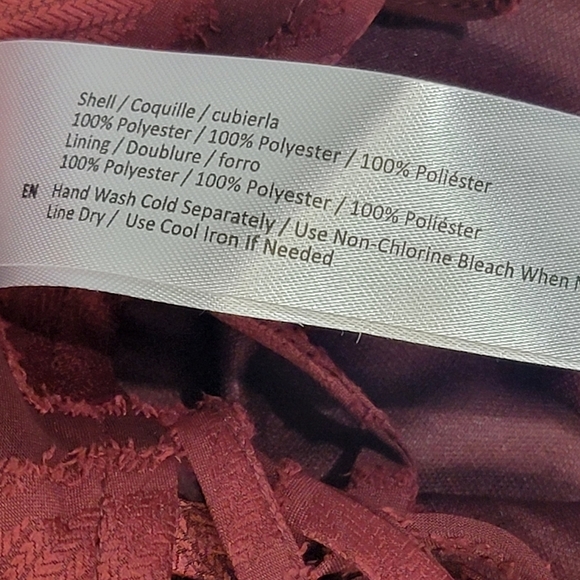 Shell / Coquille / cubierla
100% Polyester / 100% Polyester / 100% Poliéster
Lining / Doublure / forro
100% Polyester / 100% Polyester / 100% Poliéster
EN Hand Wash Cold Separately / Use Non-Chlorine Bleach When
Line Dry / Use Cool Iron If Needed